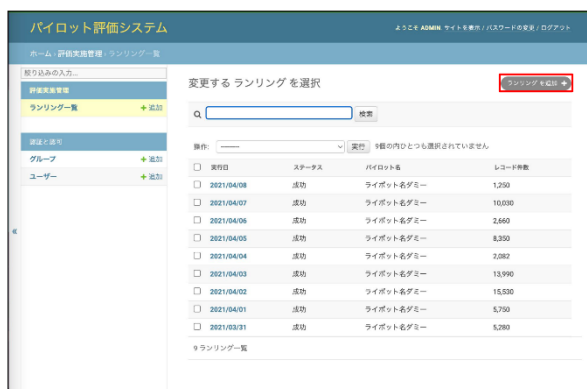 パイロット評価システム
ようこそ ADMIN サイトを表示 / パスワードの変更 / ログアウト
ホーム › 評価実施管理 › ランリング一覧
絞り込みの入力...
評価実施管理
ランリング一覧 + 追加
認証と認可
グループ + 追加
ユーザー + 追加
«
変更する ランリング を選択
ランリング を追加 +
検索
操作: --------- 実行 9個の内ひとつも選択されていません
実行日 ステータス パイロット名 レコード件数
2021/04/08 成功 ライポット名ダミー 1,250
2021/04/07 成功 ライポット名ダミー 10,030
2021/04/06 成功 ライポット名ダミー 2,660
2021/04/05 成功 ライポット名ダミー 8,350
2021/04/04 成功 ライポット名ダミー 2,082
2021/04/03 成功 ライポット名ダミー 13,990
2021/04/02 成功 ライポット名ダミー 15,530
2021/04/01 成功 ライポット名ダミー 5,750
2021/03/31 成功 ライポット名ダミー 5,280
9 ランリング一覧